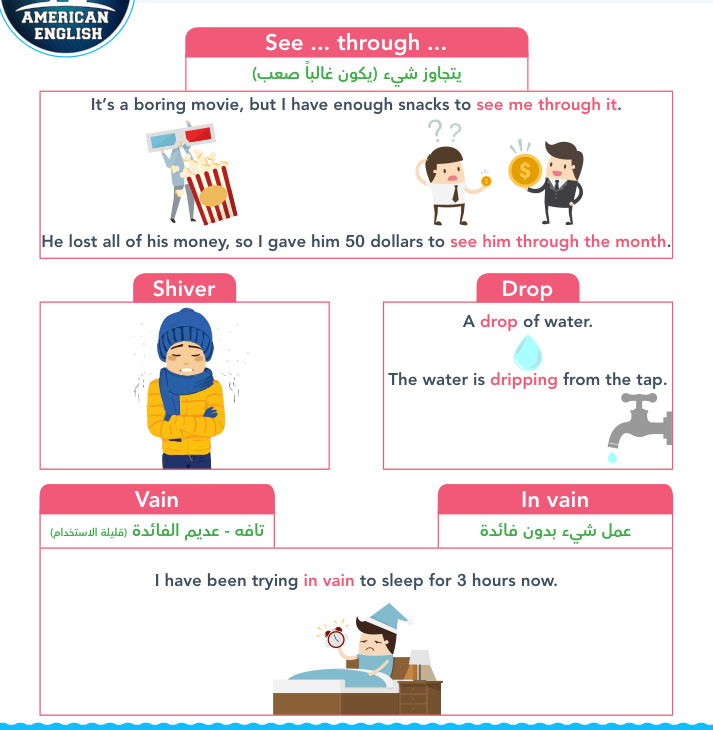 AMERICAN
ENGLISH
See ... through ...
يتجاوز شيء (يكون غالباً صعب)
It's a boring movie, but I have enough snacks to see me through it.
? ?
$
He lost all of his money, so I gave him 50 dollars to see him through the month.
Shiver
Drop
A drop of water.
The water is dripping from the tap.
Vain
In vain
تافه - عديم الفائدة (قليلة الاستخدام)
عمل شيء بدون فائدة
I have been trying in vain to sleep for 3 hours now.